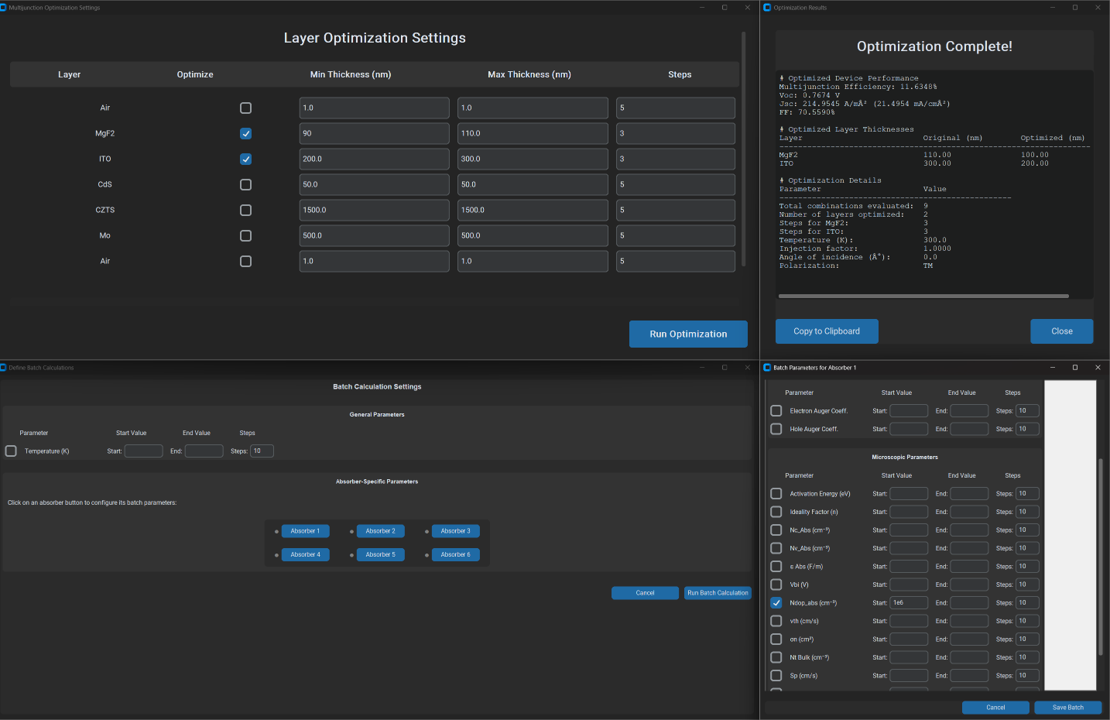 Multijunction Optimization Settings
Layer Optimization Settings
Layer Optimize Min Thickness (nm) Max Thickness (nm) Steps
Air 1.0 1.0 5
MgF2 90 110.0 3
ITO 200.0 300.0 3
CdS 50.0 50.0 5
CZTS 1500.0 1500.0 5
Mo 500.0 500.0 5
Air 1.0 1.0 5
Run Optimization
Optimization Results
Optimization Complete!
Optimized Device Performance
Multijunction Efficiency: 11.6348%
Voc: 0.7674 V
Jsc: 214.9545 A/mÂ² (21.4954 mA/cmÂ²)
FF: 70.5590%
Optimized Layer Thicknesses
Layer Original (nm) Optimized (nm)
MgF2 110.00 100.00
ITO 300.00 200.00
Optimization Details
Parameter Value
Total combinations evaluated: 9
Number of layers optimized: 2
Steps for MgF2: 3
Steps for ITO: 3
Temperature (K): 300.0
Injection factor: 1.0000
Angle of incidence (Â°): 0.0
Polarization: TM
Copy to Clipboard Close
Define Batch Calculations
Batch Calculation Settings
General Parameters
Parameter Start Value End Value Steps
Temperature (K) Start: End: Steps: 10
Absorber-Specific Parameters
Click on an absorber button to configure its batch parameters:
Absorber 1 Absorber 2 Absorber 3
Absorber 4 Absorber 5 Absorber 6
Cancel Run Batch Calculation
Batch Parameters for Absorber 1
Parameter Start Value End Value Steps
Electron Auger Coeff. Start: End: Steps: 10
Hole Auger Coeff. Start: End: Steps: 10
Microscopic Parameters
Parameter Start Value End Value Steps
Activation Energy (eV) Start: End: Steps: 10
Ideality Factor (n) Start: End: Steps: 10
Nc_Abs (cm⁻³) Start: End: Steps: 10
Nv_Abs (cm⁻³) Start: End: Steps: 10
ε Abs (F/m) Start: End: Steps: 10
Vbi (V) Start: End: Steps: 10
Ndop_abs (cm⁻³) Start: 1e6 End: Steps: 10
vth (cm/s) Start: End: Steps: 10
σn (cm²) Start: End: Steps: 10
Nt Bulk (cm⁻³) Start: End: Steps: 10
Sp (cm/s) Start: End: Steps: 10
Cancel Save Batch